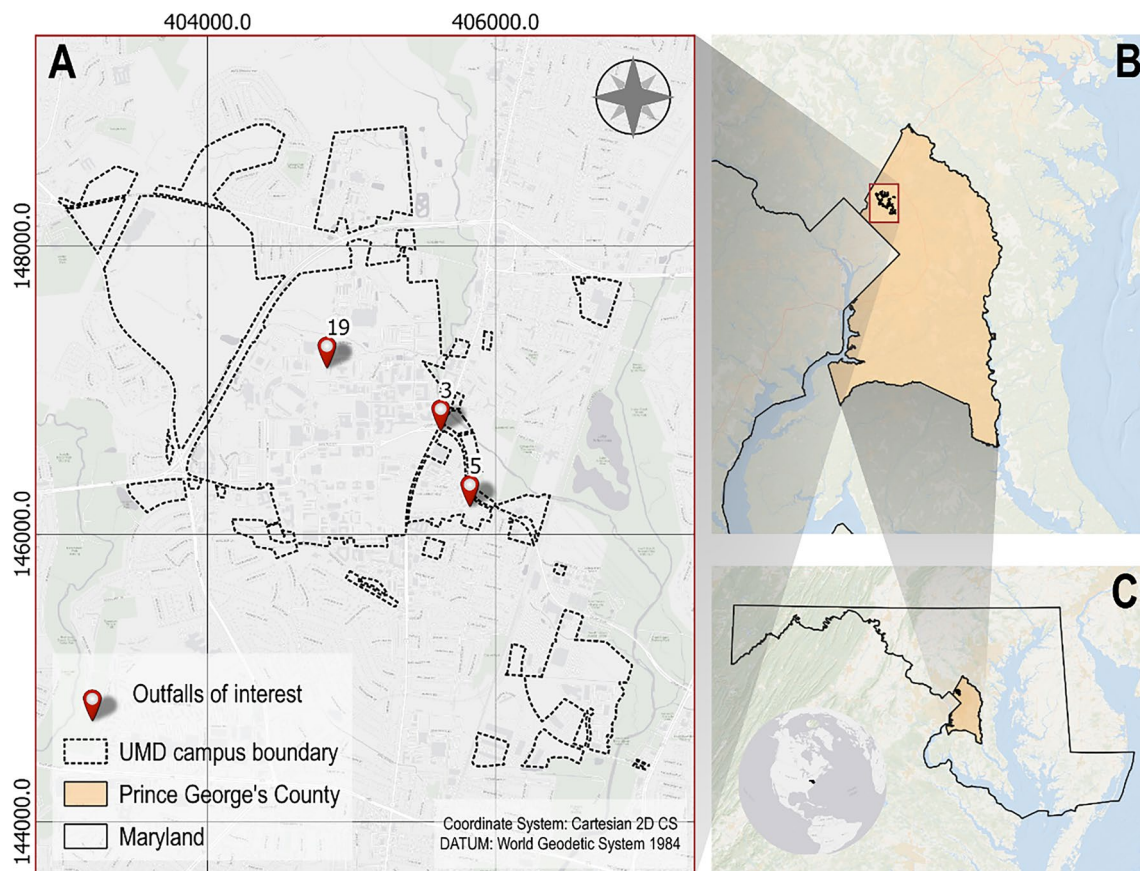 404000.0
406000.0
A
B
148000.0
19
3
5
146000.0
C
Outfalls of interest
UMD campus boundary
Prince George's County
Maryland
144000.0
Coordinate System: Cartesian 2D CS
DATUM: World Geodetic System 1984